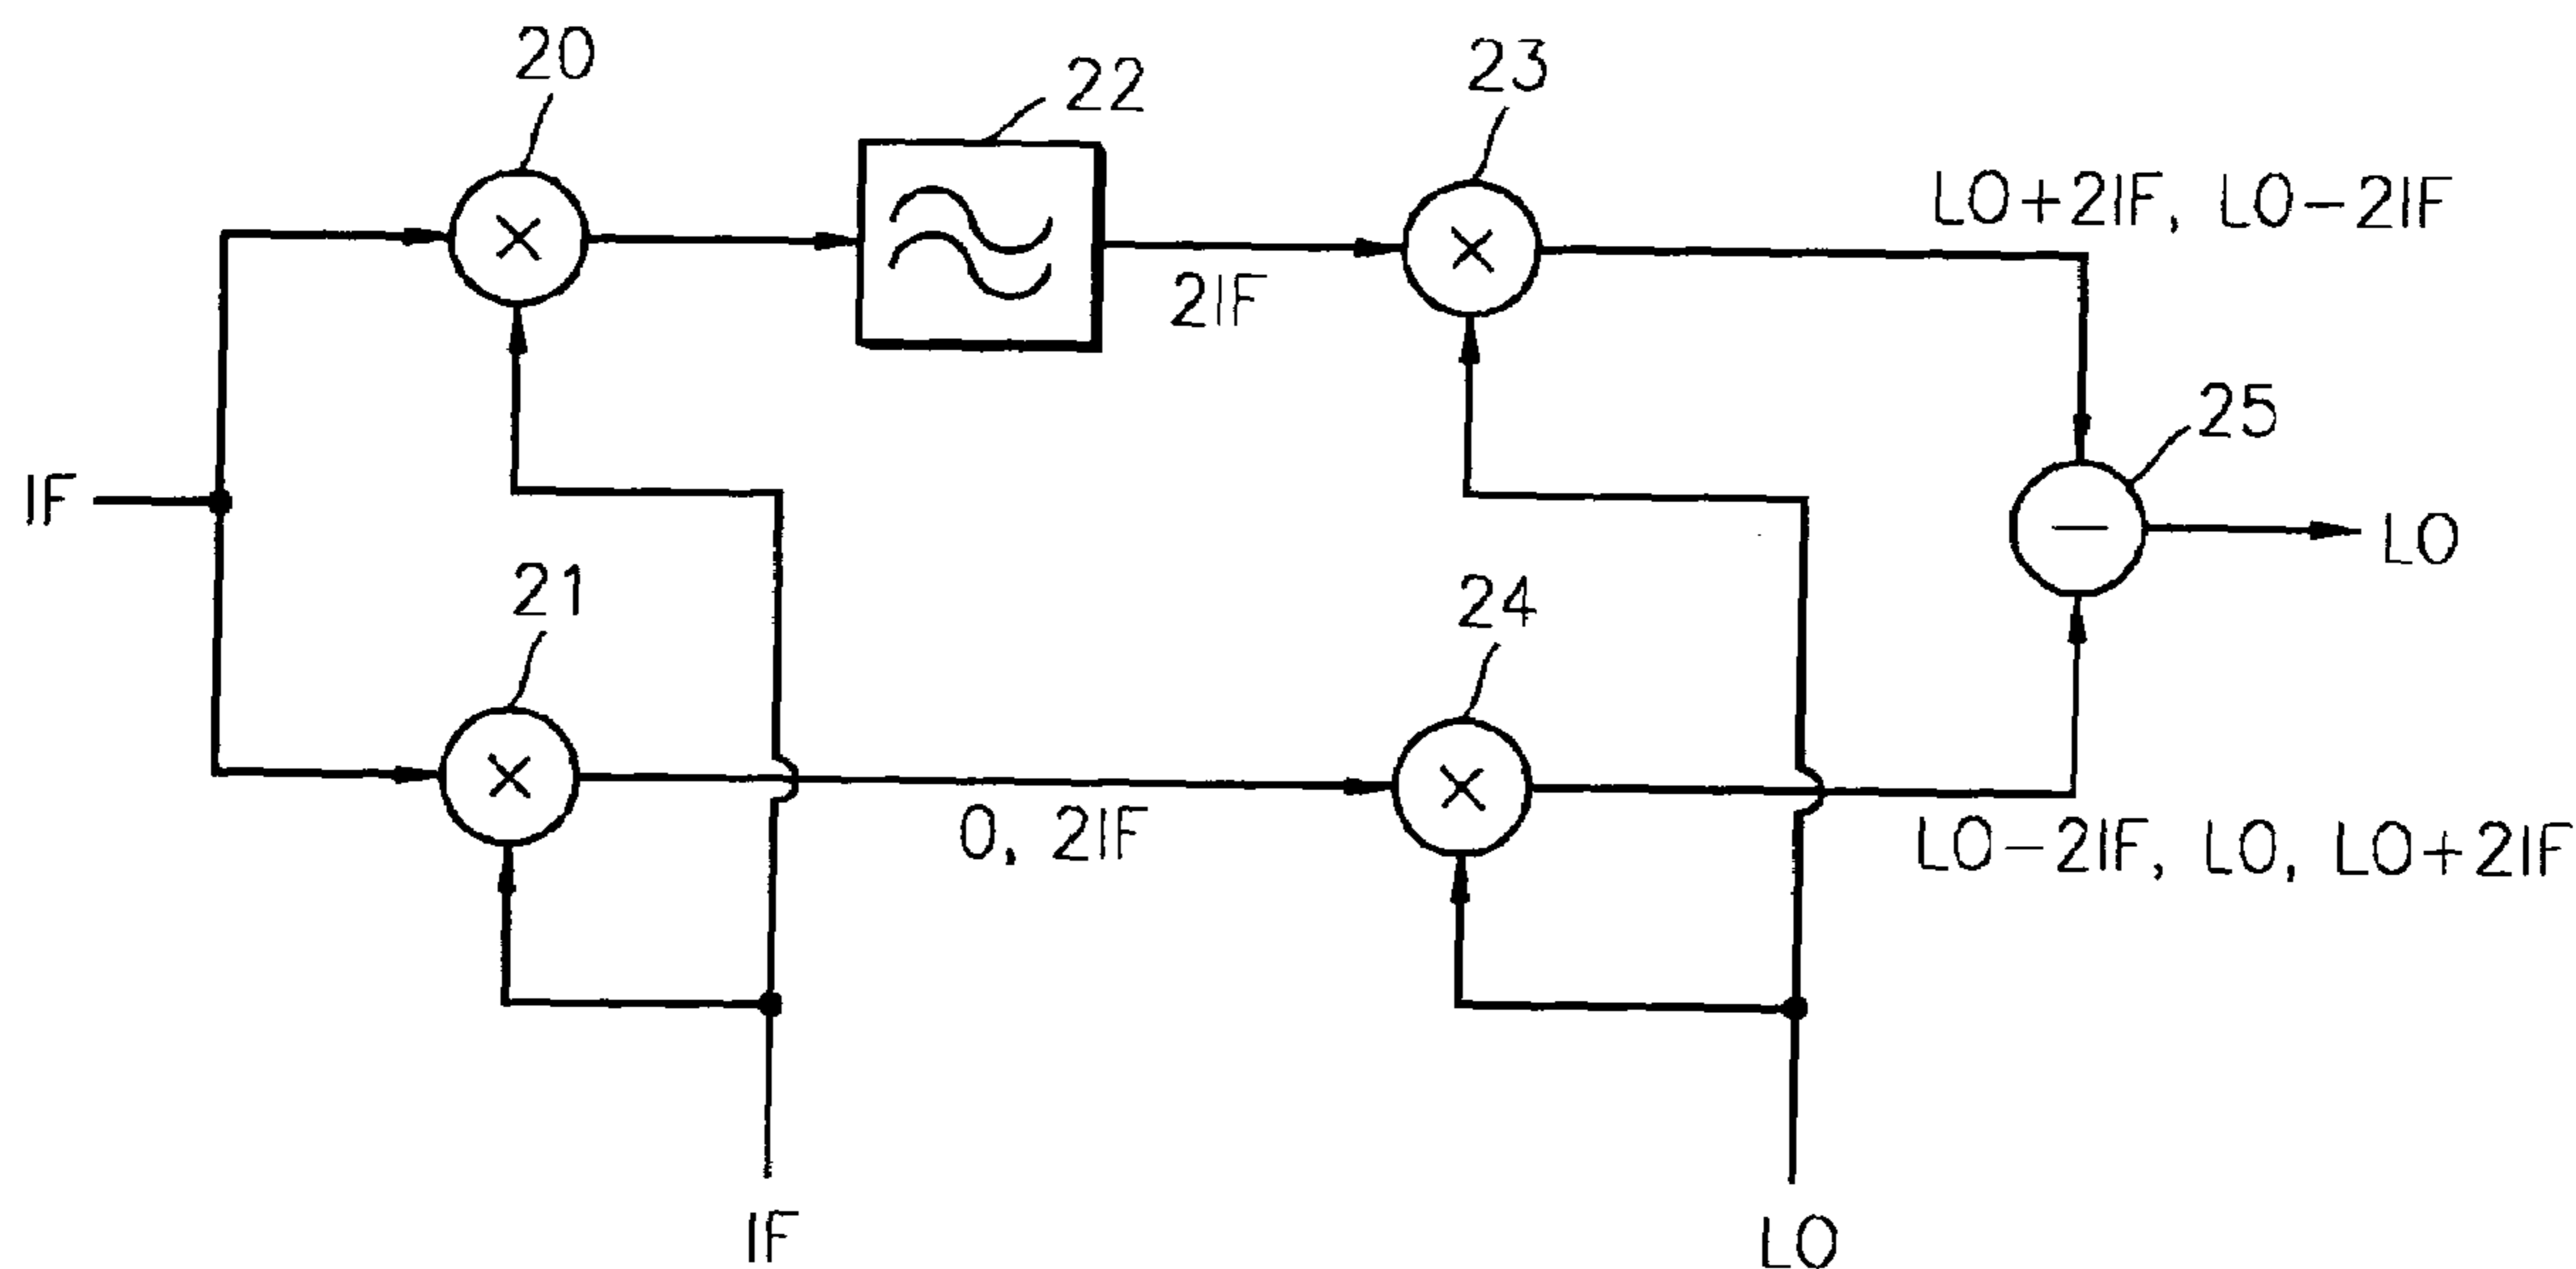 20
22
23
LO+2IF, LO-2IF
2IF
25
IF
LO
21
24
0, 2IF
LO-2IF, LO, LO+2IF
IF
LO